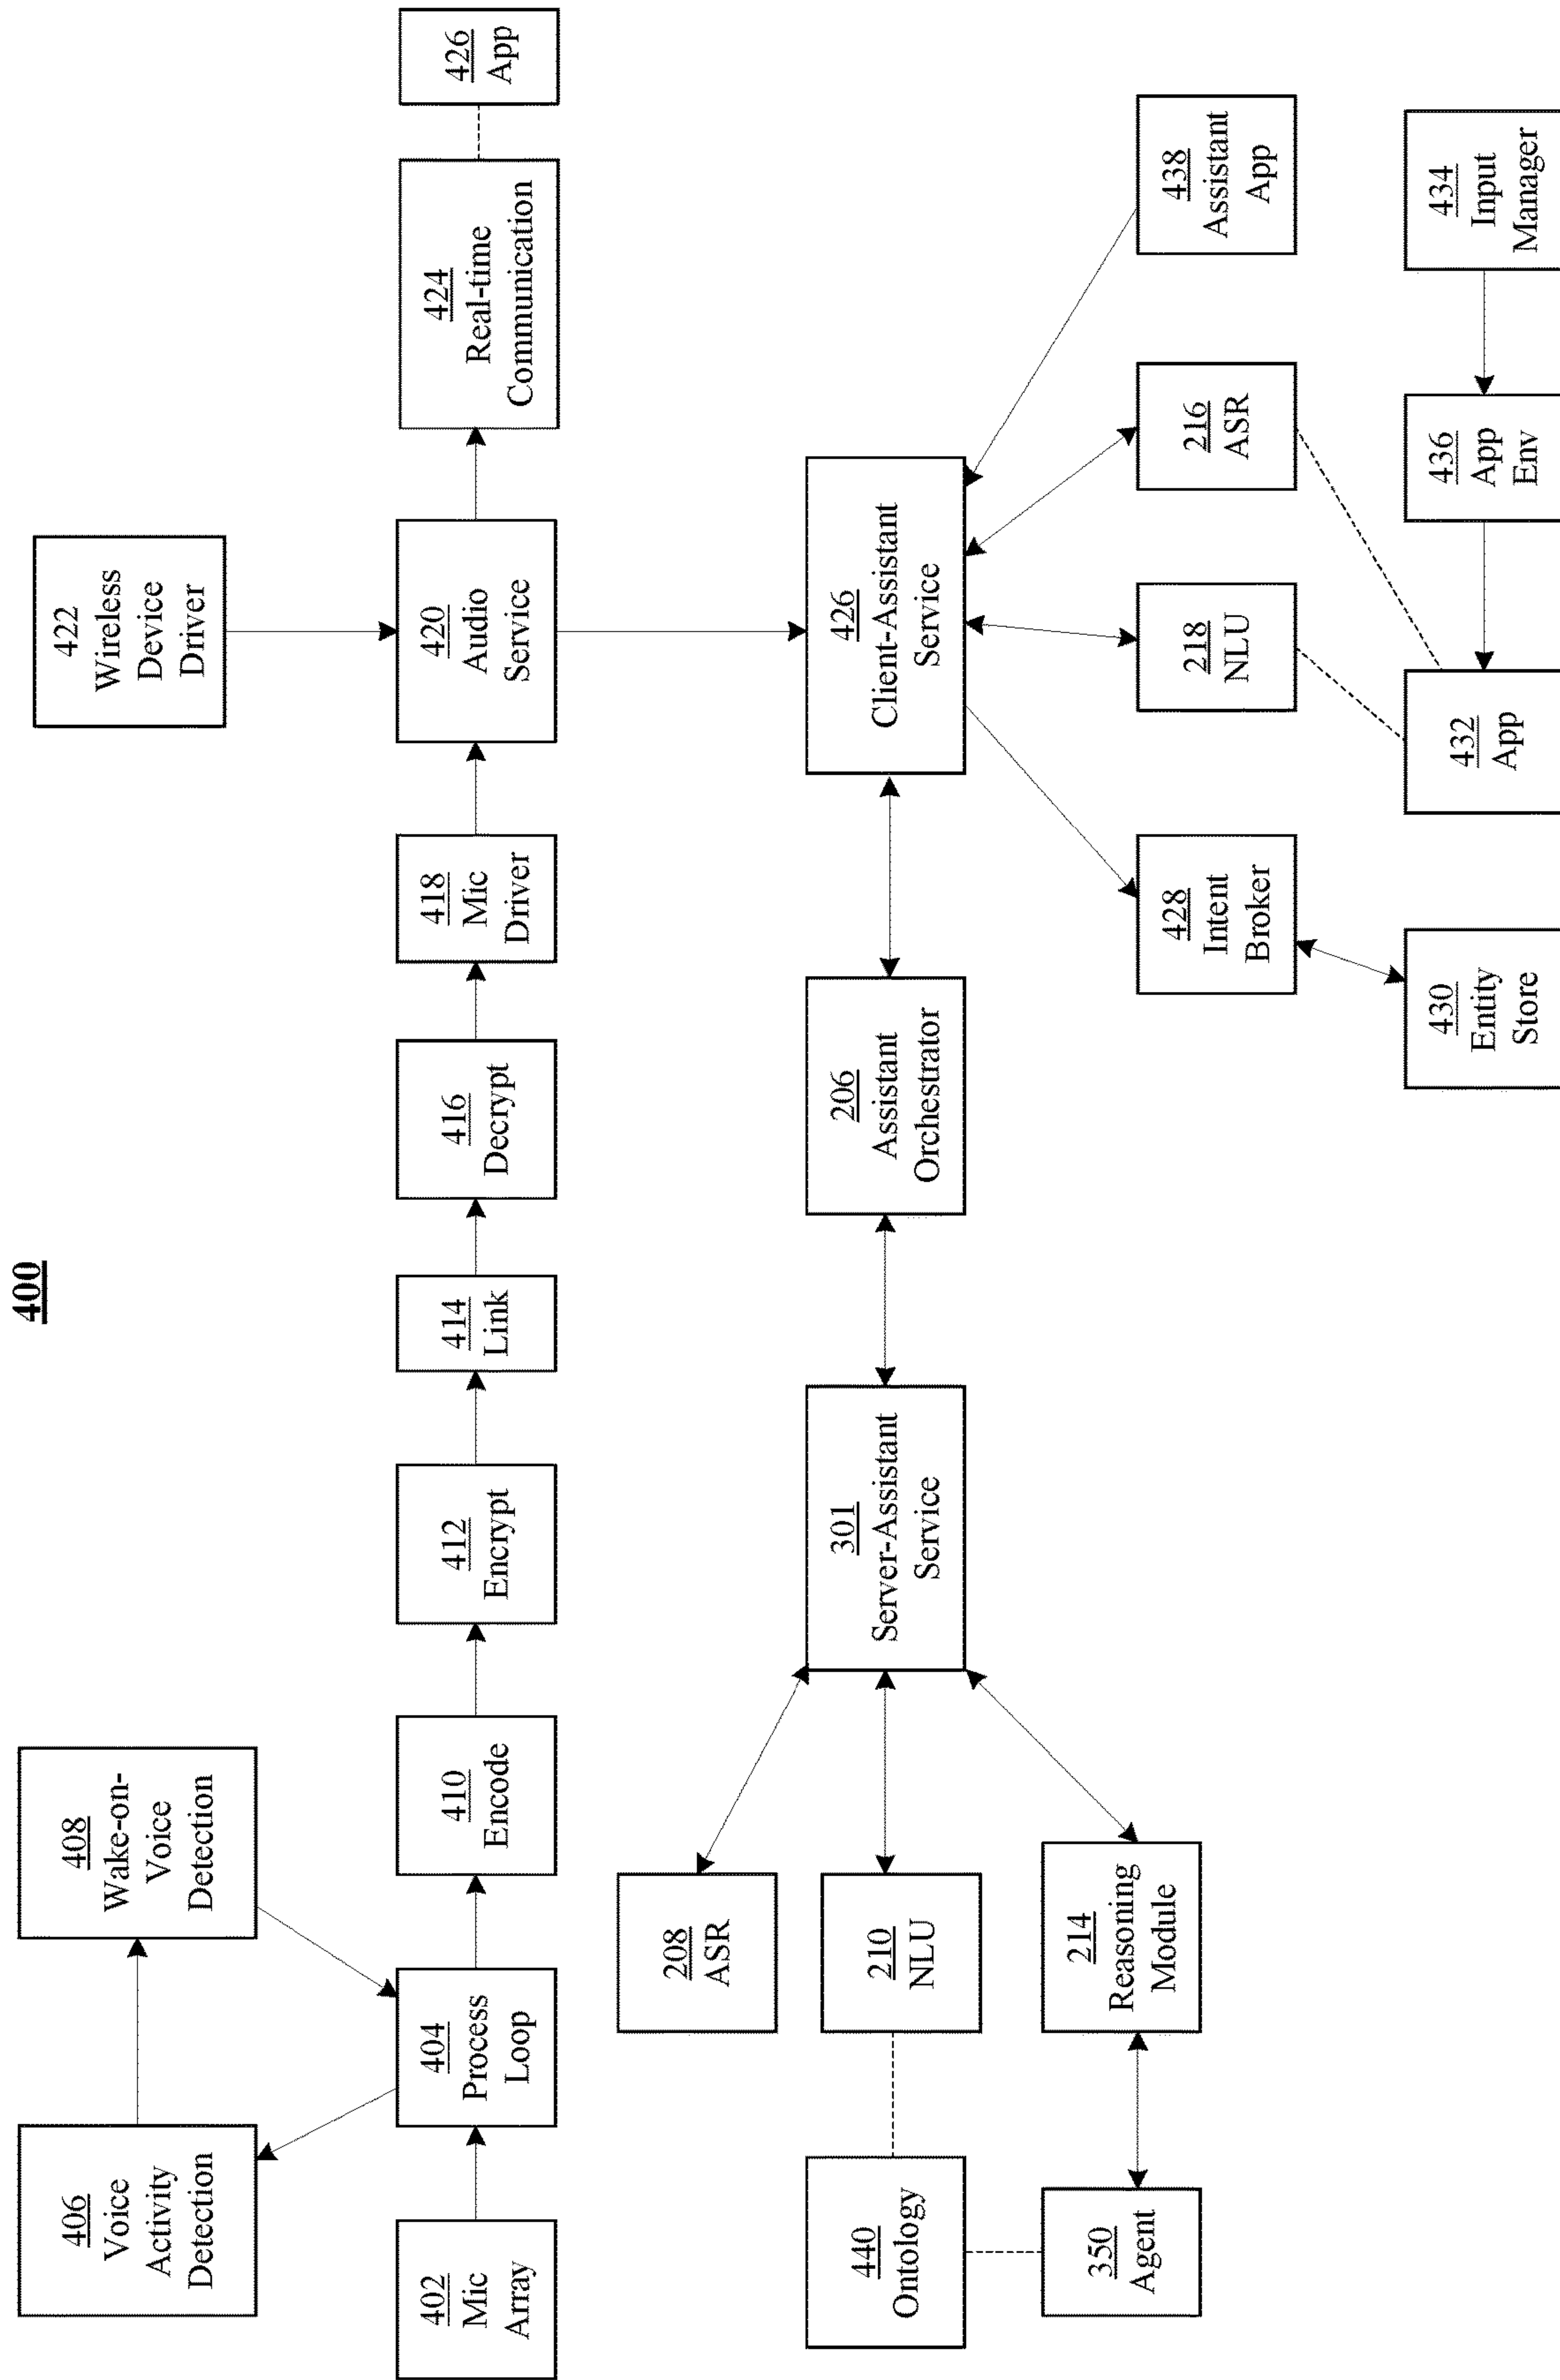 400
406
Voice
Activity
Detection
408
Wake-on-
Voice
Detection
422
Wireless
Device
Driver
402
Mic
Array
404
Process
Loop
410
Encode
412
Encrypt
414
Link
416
Decrypt
418
Mic
Driver
420
Audio
Service
424
Real-time
Communication
426
App
208
ASR
440
Ontology
210
NLU
301
Server-Assistant
Service
206
Assistant
Orchestrator
426
Client-Assistant
Service
350
Agent
214
Reasoning
Module
428
Intent
Broker
218
NLU
216
ASR
438
Assistant
App
430
Entity
Store
432
App
436
App
Env
434
Input
Manager